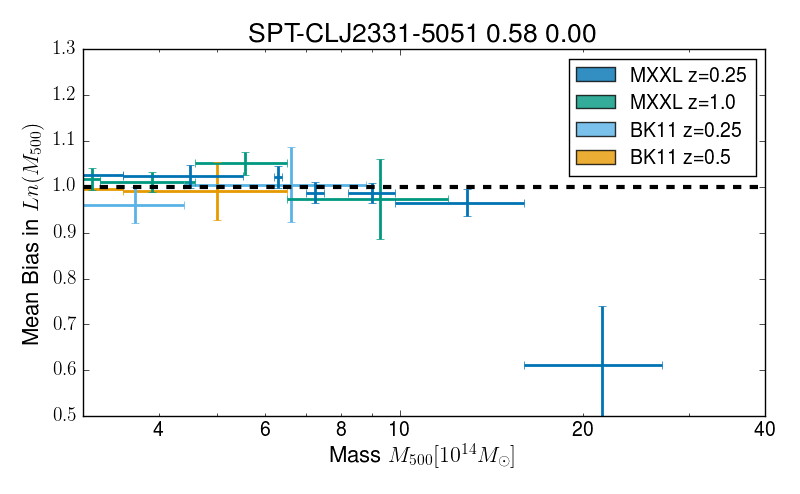 SPT-CLJ2331-5051 0.58 0.00
1.3
1.2
1.1
1.0
0.9
0.8
0.7
0.6
0.5
Mean Bias in Ln(M500)
MXXL z=0.25
MXXL z=1.0
BK11 z=0.25
BK11 z=0.5
4 6 8 10 20 40
Mass M500[10^14 M⊙]